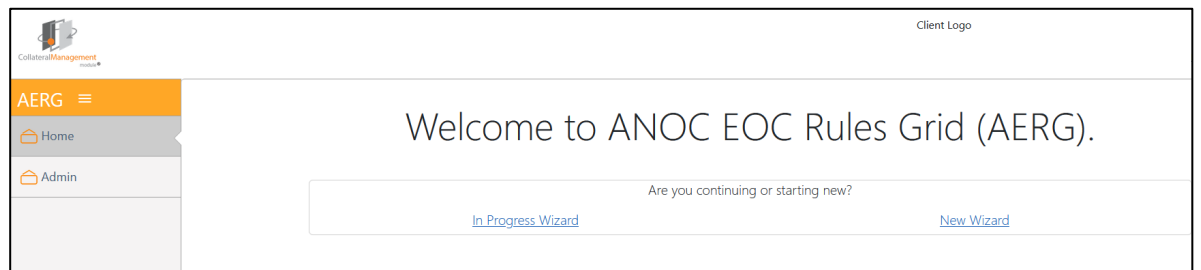 Client Logo
CollateralManagement
module®
AERG
Home
Admin
Welcome to ANOC EOC Rules Grid (AERG).
Are you continuing or starting new?
In Progress Wizard
New Wizard